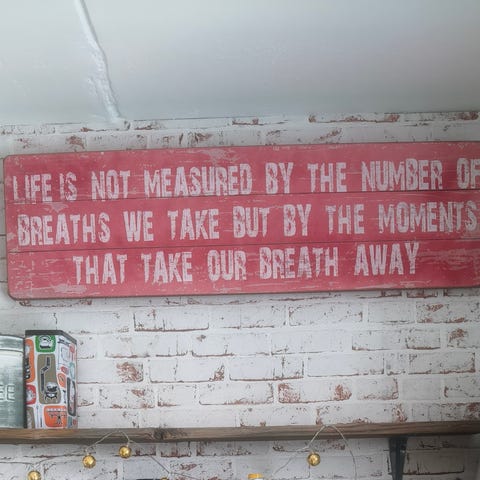 LIFE IS NOT MEASURED BY THE NUMBER OF
BREATHS WE TAKE BUT BY THE MOMENTS
THAT TAKE OUR BREATH AWAY